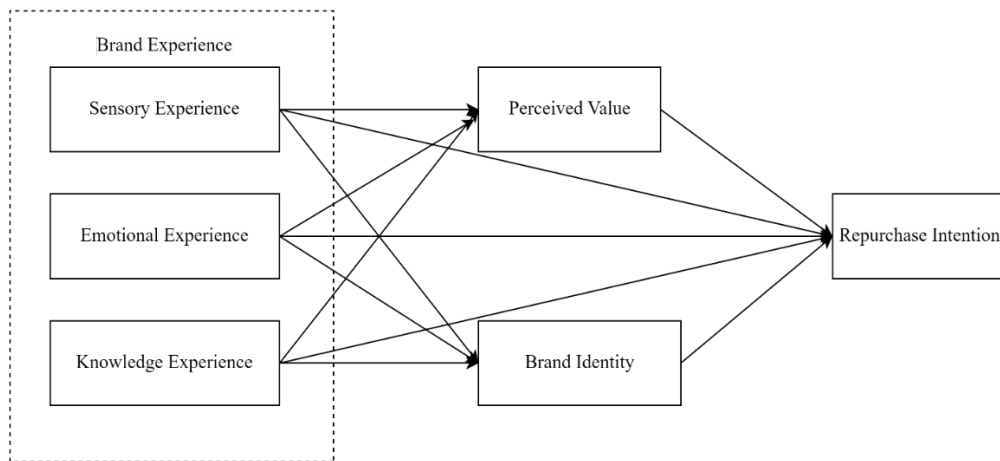 Brand Experience
Sensory Experience
Perceived Value
Emotional Experience
Repurchase Intention
Knowledge Experience
Brand Identity